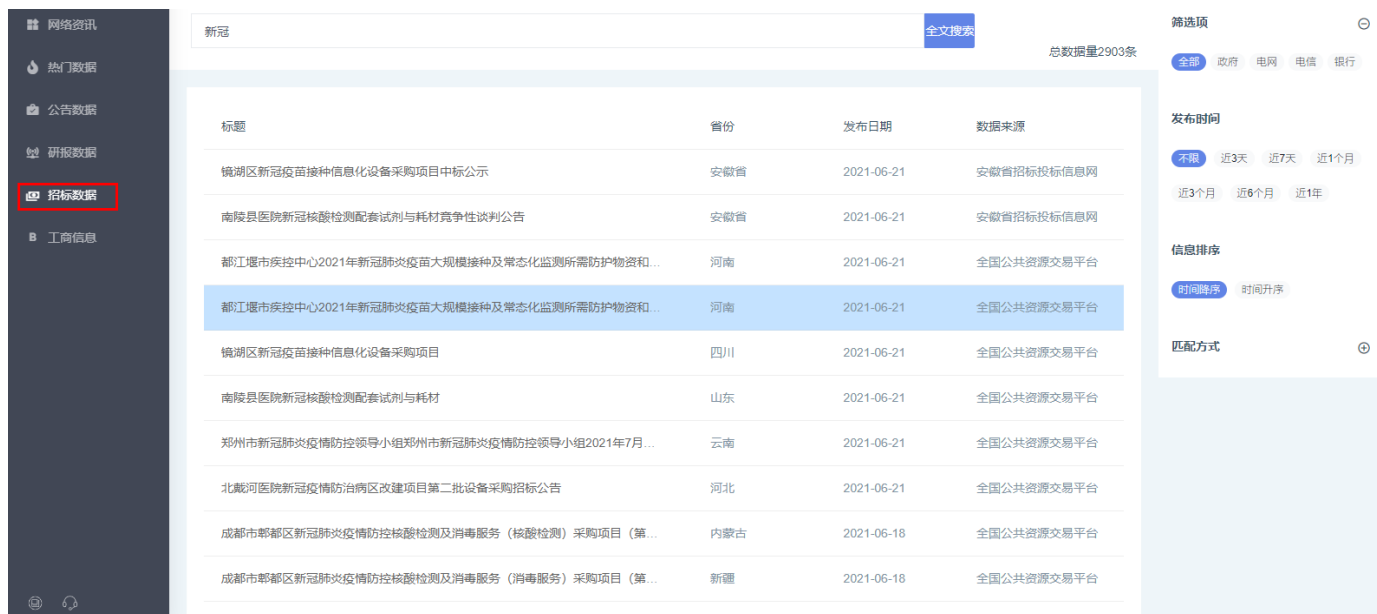 网络资讯
热门数据
公告数据
研报数据
招标数据
B 工商信息
新冠 全文搜索
总数据量2903条
标题 省份 发布日期 数据来源
镜湖区新冠疫苗接种信息化设备采购项目中标公示 安徽省 2021-06-21 安徽省招标投标信息网
南陵县医院新冠核酸检测配套试剂与耗材竞争性谈判公告 安徽省 2021-06-21 安徽省招标投标信息网
都江堰市疾控中心2021年新冠肺炎疫苗大规模接种及常态化监测所需防护物资和... 河南 2021-06-21 全国公共资源交易平台
都江堰市疾控中心2021年新冠肺炎疫苗大规模接种及常态化监测所需防护物资和... 河南 2021-06-21 全国公共资源交易平台
镜湖区新冠疫苗接种信息化设备采购项目 四川 2021-06-21 全国公共资源交易平台
南陵县医院新冠核酸检测配套试剂与耗材 山东 2021-06-21 全国公共资源交易平台
郑州市新冠肺炎疫情防控领导小组郑州市新冠肺炎疫情防控领导小组2021年7月... 云南 2021-06-21 全国公共资源交易平台
北戴河医院新冠疫情防治病区改建项目第二批设备采购招标公告 河北 2021-06-21 全国公共资源交易平台
成都市郫都区新冠肺炎疫情防控核酸检测及消毒服务（核酸检测）采购项目（第... 内蒙古 2021-06-18 全国公共资源交易平台
成都市郫都区新冠肺炎疫情防控核酸检测及消毒服务（消毒服务）采购项目（第... 新疆 2021-06-18 全国公共资源交易平台
筛选项
全部 政府 电网 电信 银行
发布时间
不限 近3天 近7天 近1个月
近3个月 近6个月 近1年
信息排序
时间降序 时间升序
匹配方式